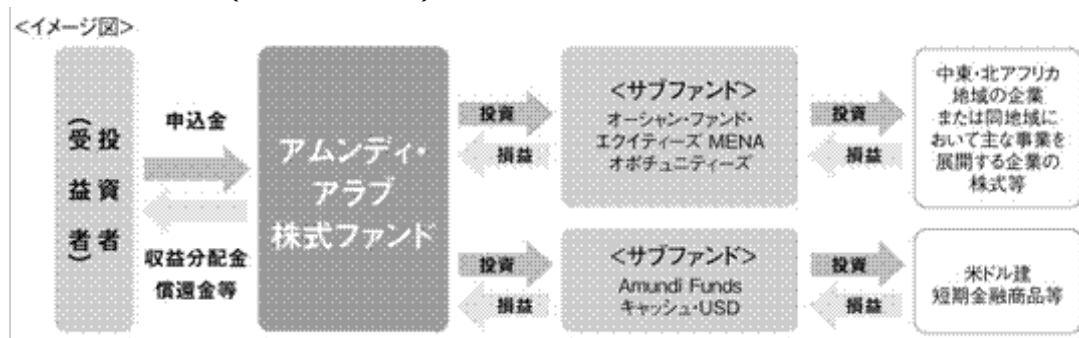 <イメージ図>
投資者
(受益者)
申込金
収益分配金
償還金等
アムンディ・
アラブ
株式ファンド
投資
損益
<サブファンド>
オーシャン・ファンド・
エクイティーズ MENA
オポチュニティーズ
投資
損益
中東・北アフリカ
地域の企業
または同地域に
おいて主な事業を
展開する企業の
株式等
投資
損益
<サブファンド>
Amundi Funds
キャッシュ・USD
投資
損益
米ドル建
短期金融商品等